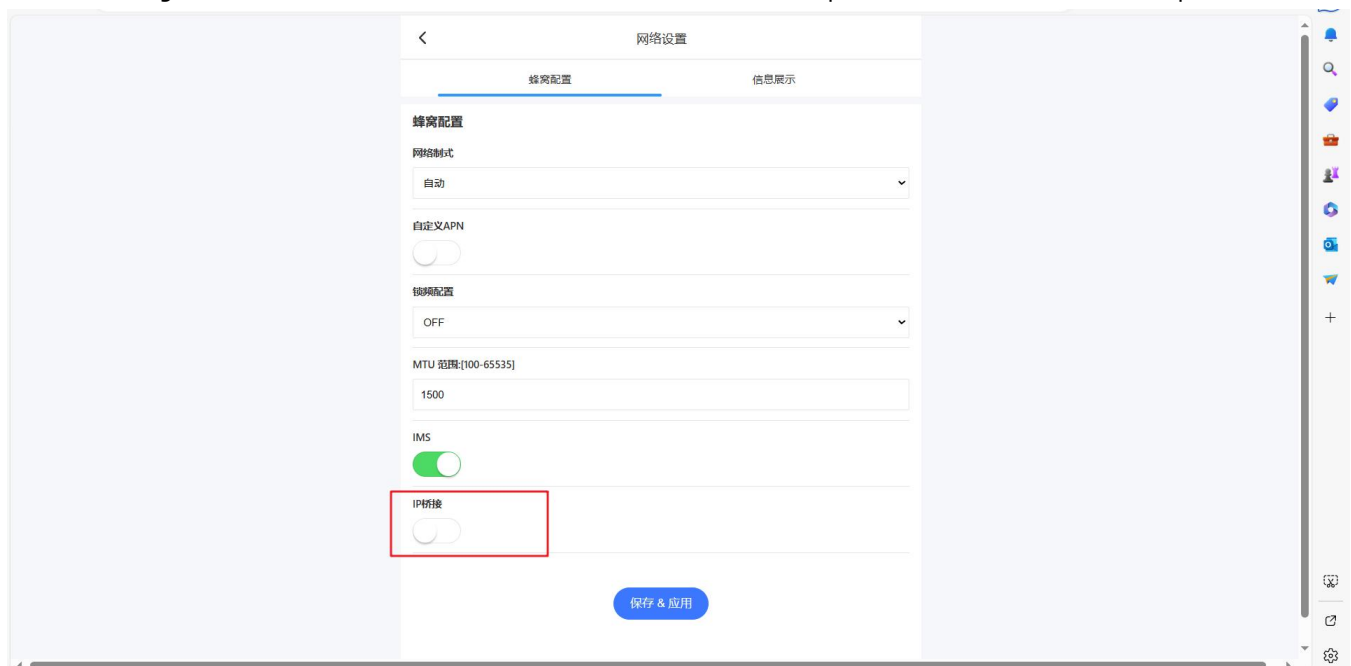 网络设置
蜂窝配置
信息展示
蜂窝配置
网络制式
自动
自定义APN
锁频配置
OFF
MTU 范围:[100-65535]
1500
IMS
IP桥接
保存 & 应用